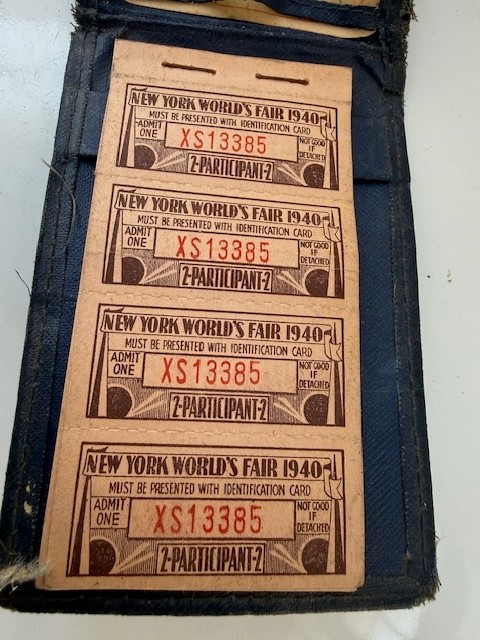 NEW YORK WORLD'S FAIR 1940
MUST BE PRESENTED WITH IDENTIFICATION CARD
ADMIT ONE XS13385 NOT GOOD IF DETACHED
2-PARTICIPANT-2
NEW YORK WORLD'S FAIR 1940
MUST BE PRESENTED WITH IDENTIFICATION CARD
ADMIT ONE XS13385 NOT GOOD IF DETACHED
2-PARTICIPANT-2
NEW YORK WORLD'S FAIR 1940
MUST BE PRESENTED WITH IDENTIFICATION CARD
ADMIT ONE XS13385 NOT GOOD IF DETACHED
2-PARTICIPANT-2
NEW YORK WORLD'S FAIR 1940
MUST BE PRESENTED WITH IDENTIFICATION CARD
ADMIT ONE XS13385 NOT GOOD IF DETACHED
2-PARTICIPANT-2